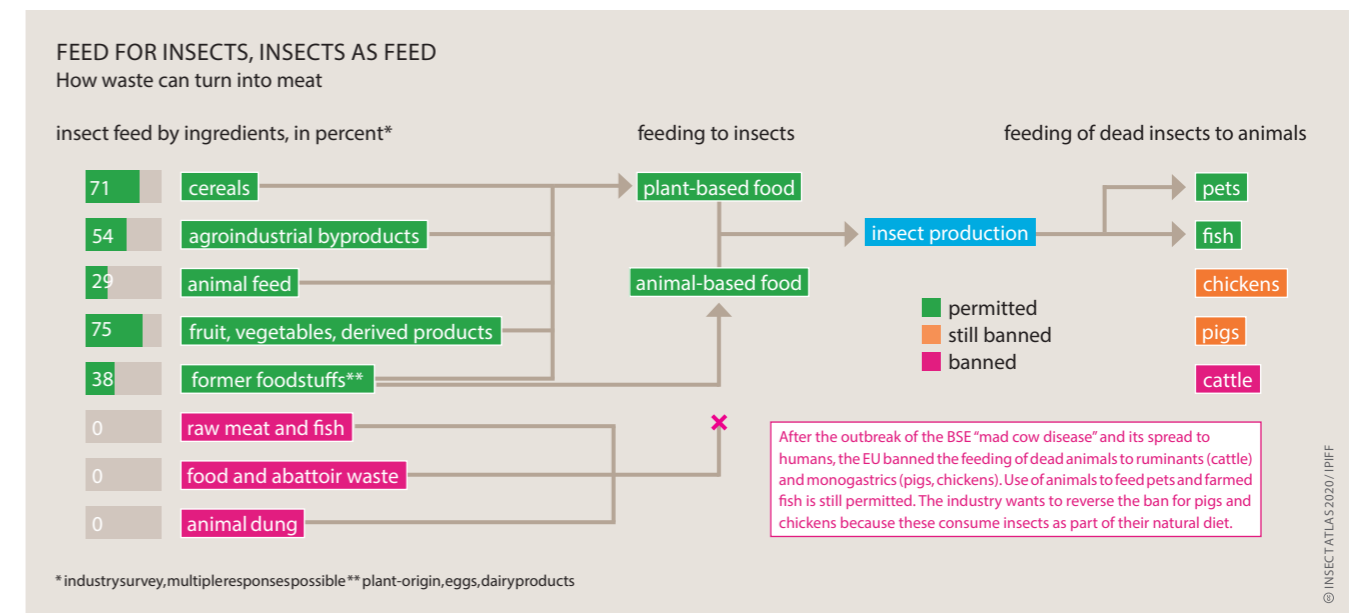 FEED FOR INSECTS, INSECTS AS FEED
How waste can turn into meat
insect feed by ingredients, in percent*
feeding to insects
feeding of dead insects to animals
71
cereals
plant-based food
pets
54
agroindustrial byproducts
insect production
fish
29
animal feed
animal-based food
chickens
75
fruit, vegetables, derived products
permitted
still banned
banned
pigs
38
former foodstuffs**
cattle
0
raw meat and fish
0
food and abattoir waste
0
animal dung
After the outbreak of the BSE “mad cow disease” and its spread to
humans, the EU banned the feeding of dead animals to ruminants (cattle)
and monogastrics (pigs, chickens). Use of animals to feed pets and farmed
fish is still permitted. The industry wants to reverse the ban for pigs and
chickens because these consume insects as part of their natural diet.
* industry survey, multiple responses possible ** plant-origin, eggs, dairy products
INSECT ATLAS 2020 / IPIFF